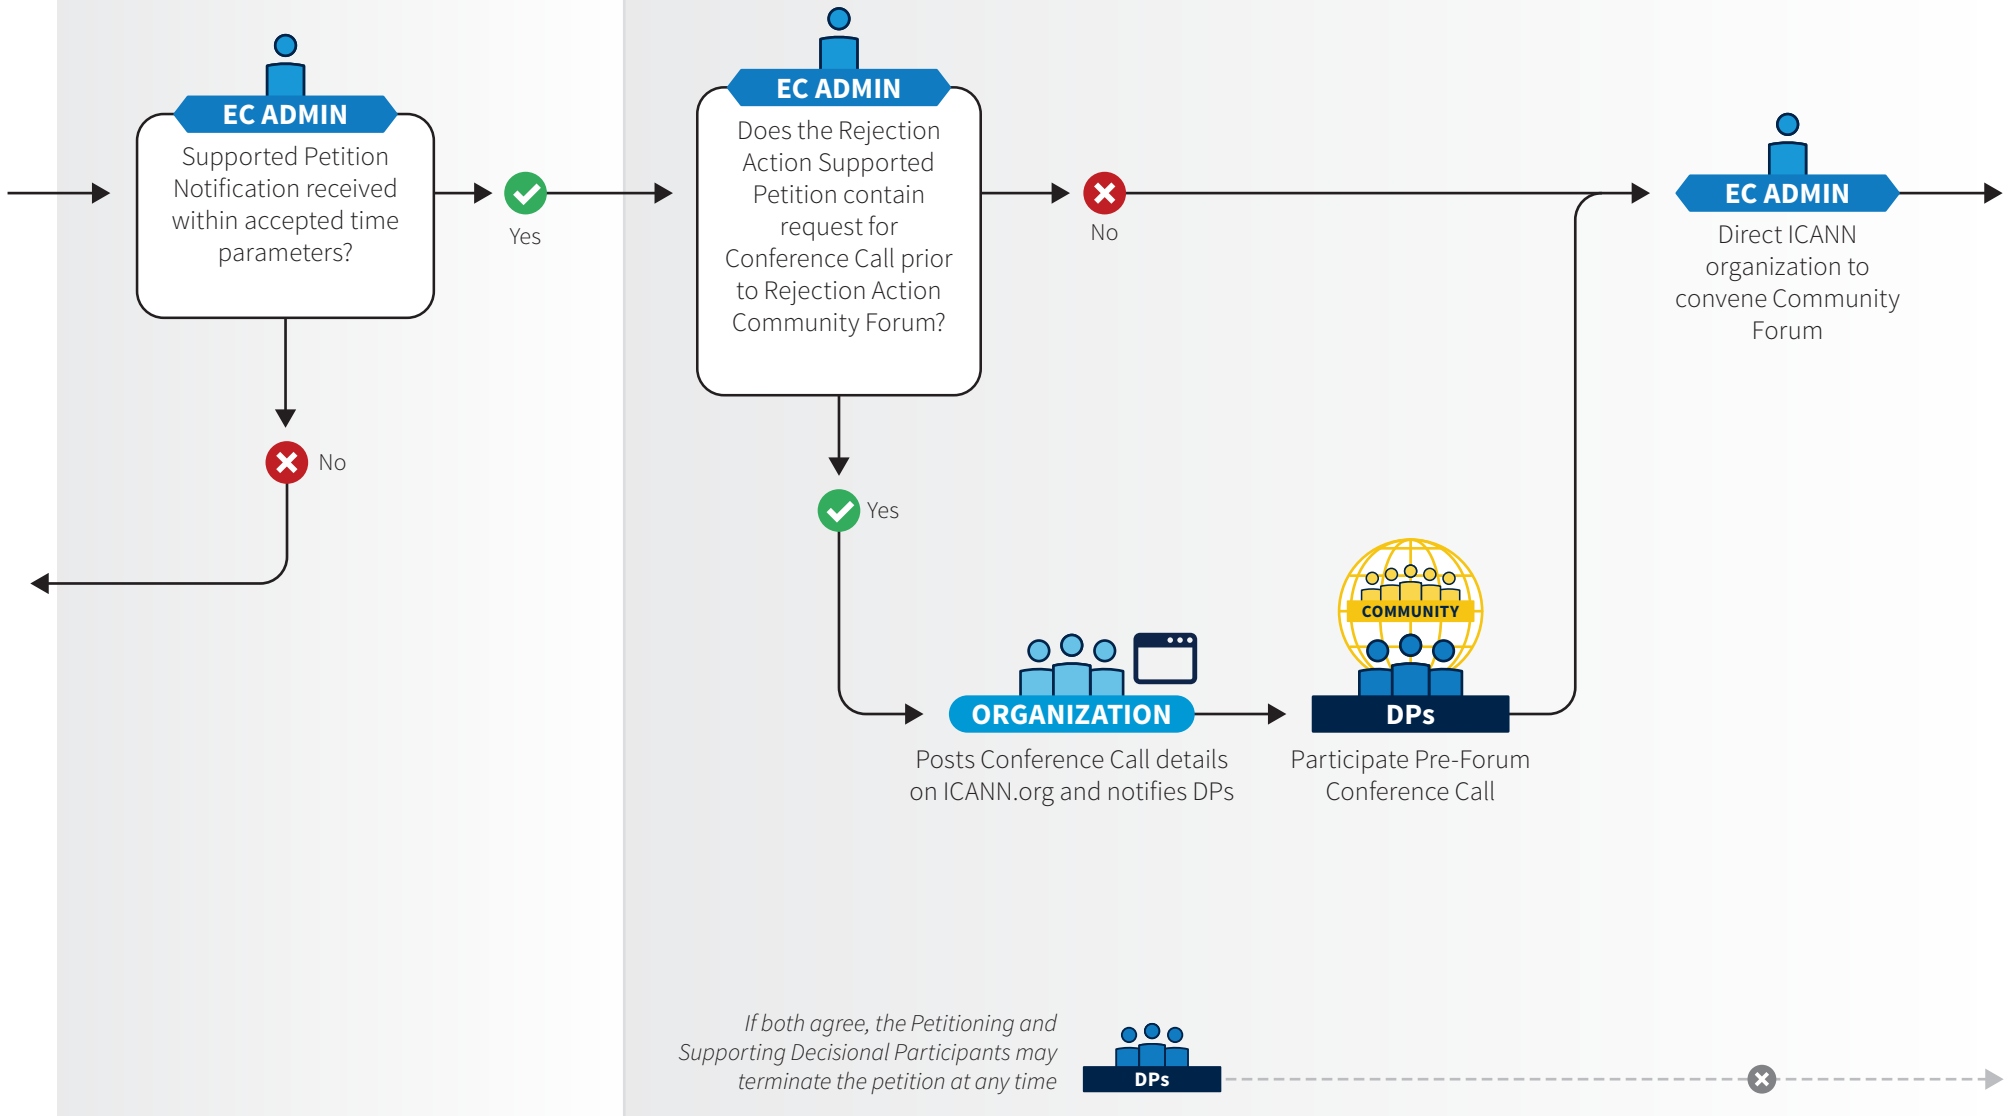 EC ADMIN
Supported Petition
Notification received
within accepted time
parameters?
Yes
No
EC ADMIN
Does the Rejection
Action Supported
Petition contain
request for
Conference Call prior
to Rejection Action
Community Forum?
No
Yes
ORGANIZATION
Posts Conference Call details
on ICANN.org and notifies DPs
COMMUNITY
DPs
Participate Pre-Forum
Conference Call
EC ADMIN
Direct ICANN
organization to
convene Community
Forum
If both agree, the Petitioning and
Supporting Decisional Participants may
terminate the petition at any time
DPs